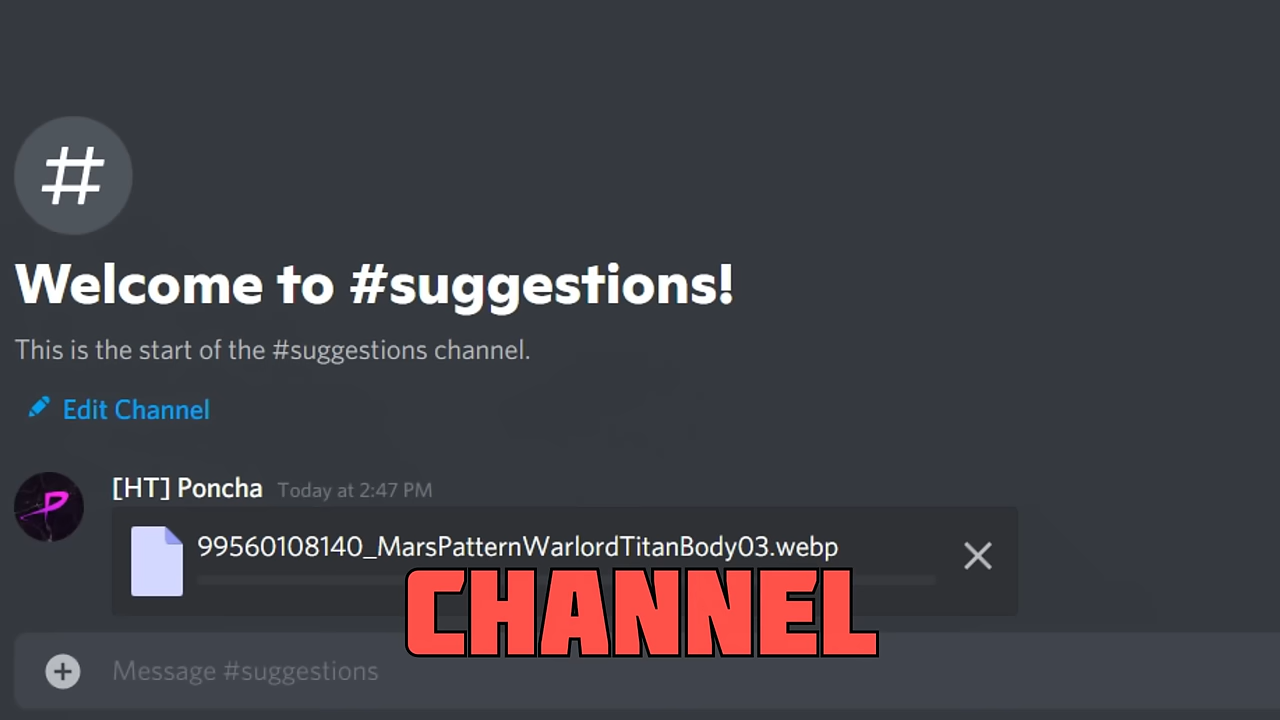 Welcome to #suggestions!
This is the start of the #suggestions channel.
Edit Channel
[HT] Poncha Today at 2:47 PM
99560108140_MarsPatternWarlordTitanBody03.webp
CHANNEL
Message #suggestions